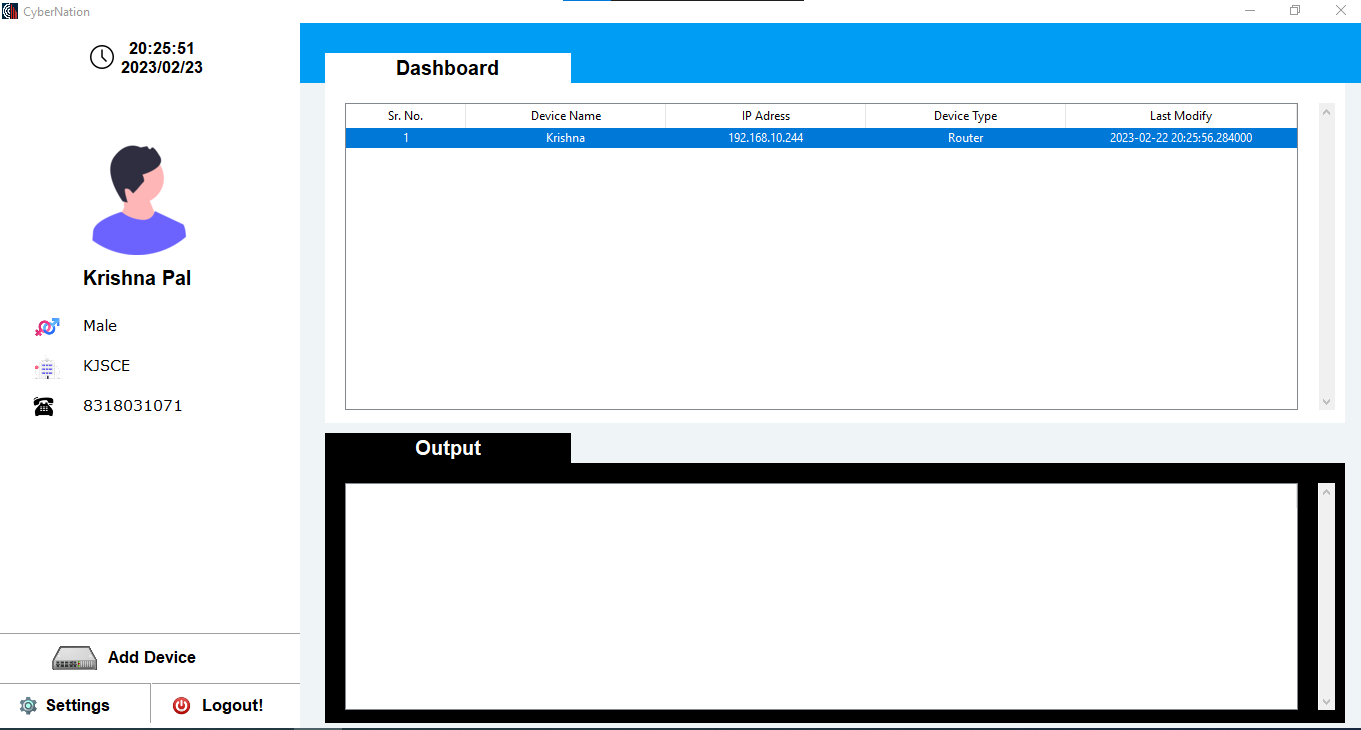 CyberNation
20:25:51
2023/02/23
Krishna Pal
Male
KJSCE
8318031071
Add Device
Settings
Logout!
Dashboard
Sr. No. Device Name IP Adress Device Type Last Modify
1 Krishna 192.168.10.244 Router 2023-02-22 20:25:56.284000
Output